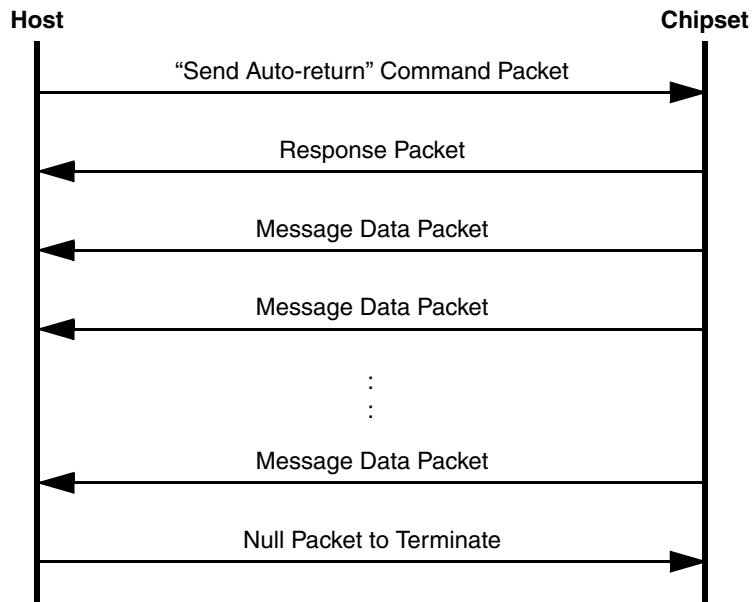 Host Chipset
“Send Auto-return” Command Packet
Response Packet
Message Data Packet
Message Data Packet
:
:
Message Data Packet
Null Packet to Terminate